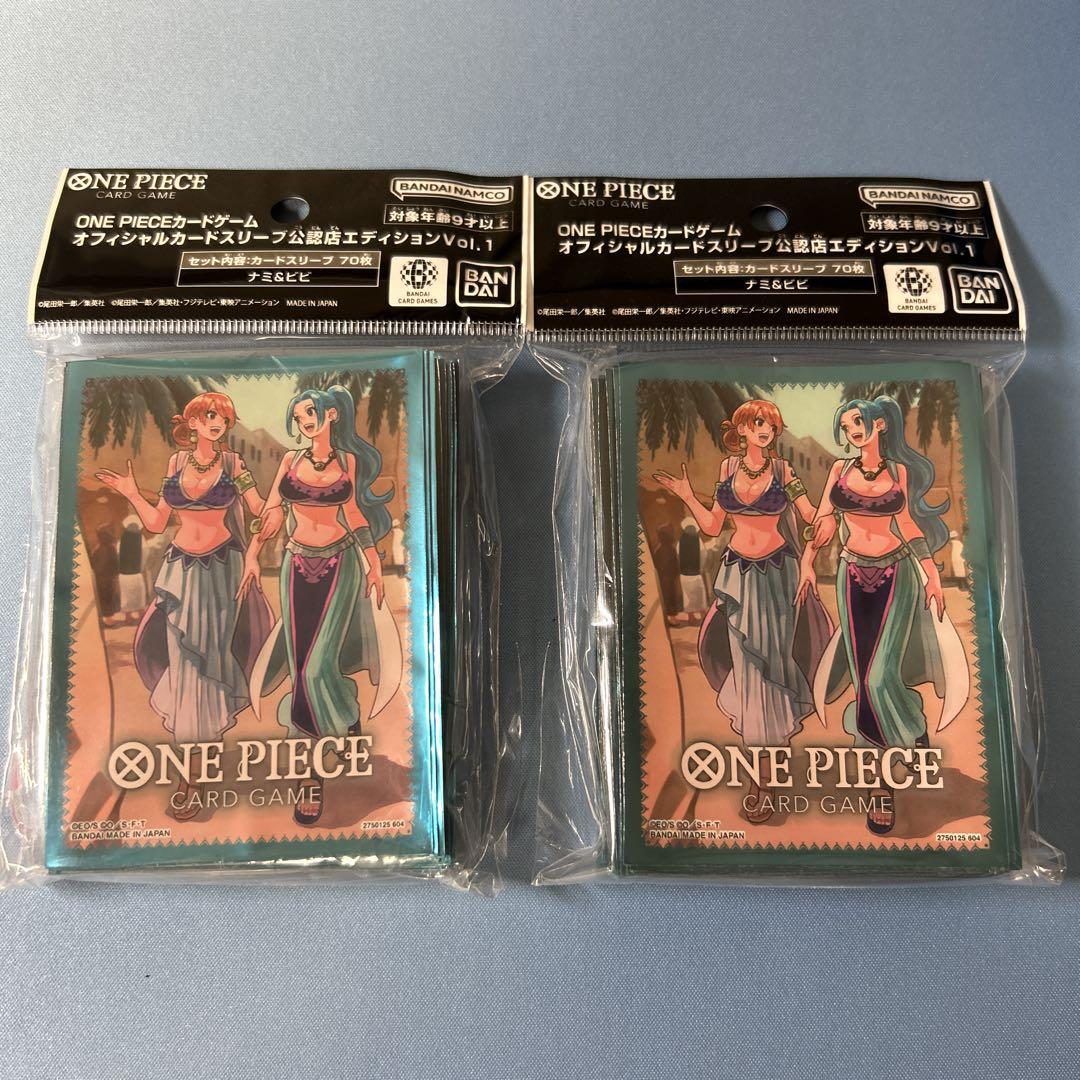 ONE PIECE
CARD GAME
BANDAI NAMCO
ONE PIECEカードゲーム
対象年齢9才以上
オフィシャルカードスリーブ公認店エディションVol.1
セット内容:カードスリーブ 70枚
ナミ&ビビ
BANDAI
CARD GAMES
BAN
DAI
©尾田栄一郎/集英社 ©尾田栄一郎/集英社・フジテレビ・東映アニメーション MADE IN JAPAN
ONE PIECE
CARD GAME
©EO/S ©O/S・F・T
BANDAI MADE IN JAPAN
2750125 604
ONE PIECE
CARD GAME
BANDAI NAMCO
ONE PIECEカードゲーム
対象年齢9才以上
オフィシャルカードスリーブ公認店エディションVol.1
セット内容:カードスリーブ 70枚
ナミ&ビビ
BANDAI
CARD GAMES
BAN
DAI
©尾田栄一郎/集英社 ©尾田栄一郎/集英社・フジテレビ・東映アニメーション MADE IN JAPAN
ONE PIECE
CARD GAME
©EO/S ©O/S・F・T
BANDAI MADE IN JAPAN
2750125 604